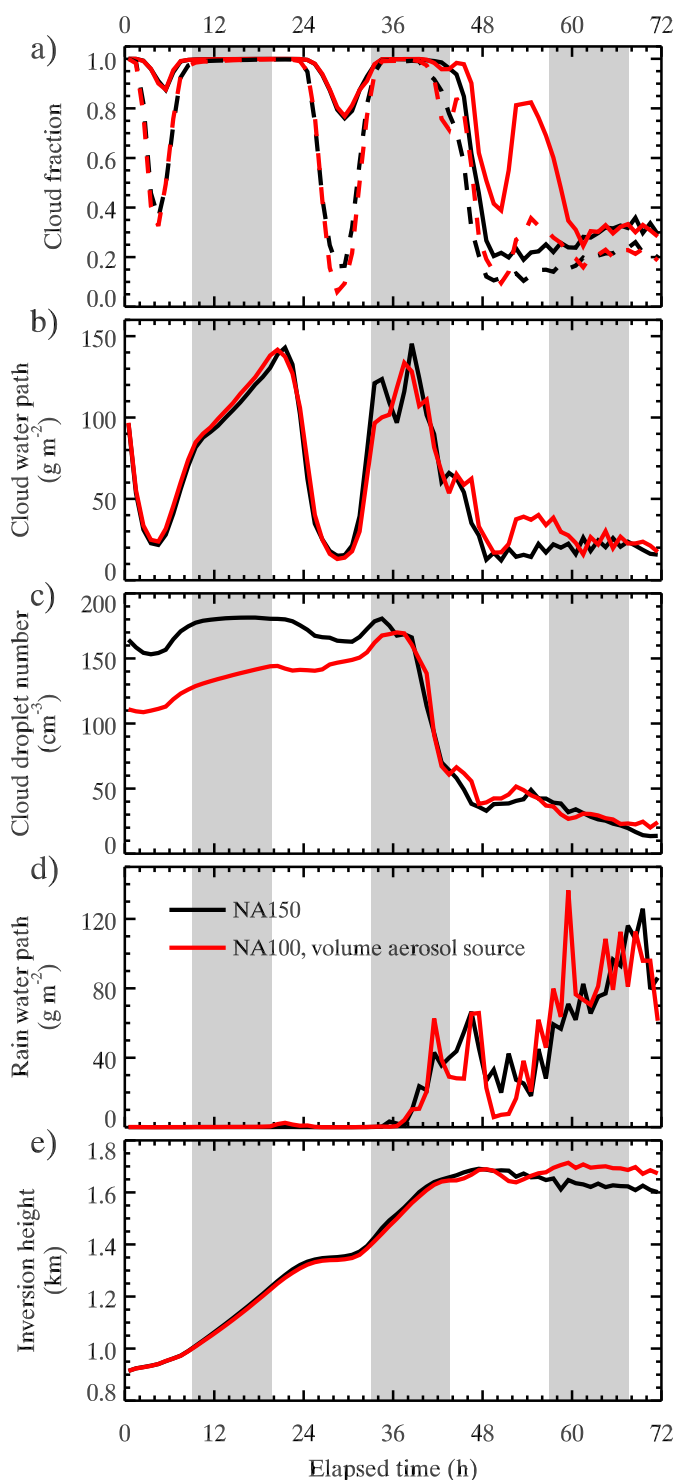 0 12 24 36 48 60 72
a)
Cloud fraction
1.0
0.8
0.6
0.4
0.2
0.0
b)
Cloud water path
(g m-2)
150
100
50
0
c)
Cloud droplet number
(cm-3)
200
150
100
50
0
d)
Rain water path
(g m-2)
120
80
40
0
NA150
NA100, volume aerosol source
e)
Inversion height
(km)
1.8
1.6
1.4
1.2
1.0
0.8
0 12 24 36 48 60 72
Elapsed time (h)